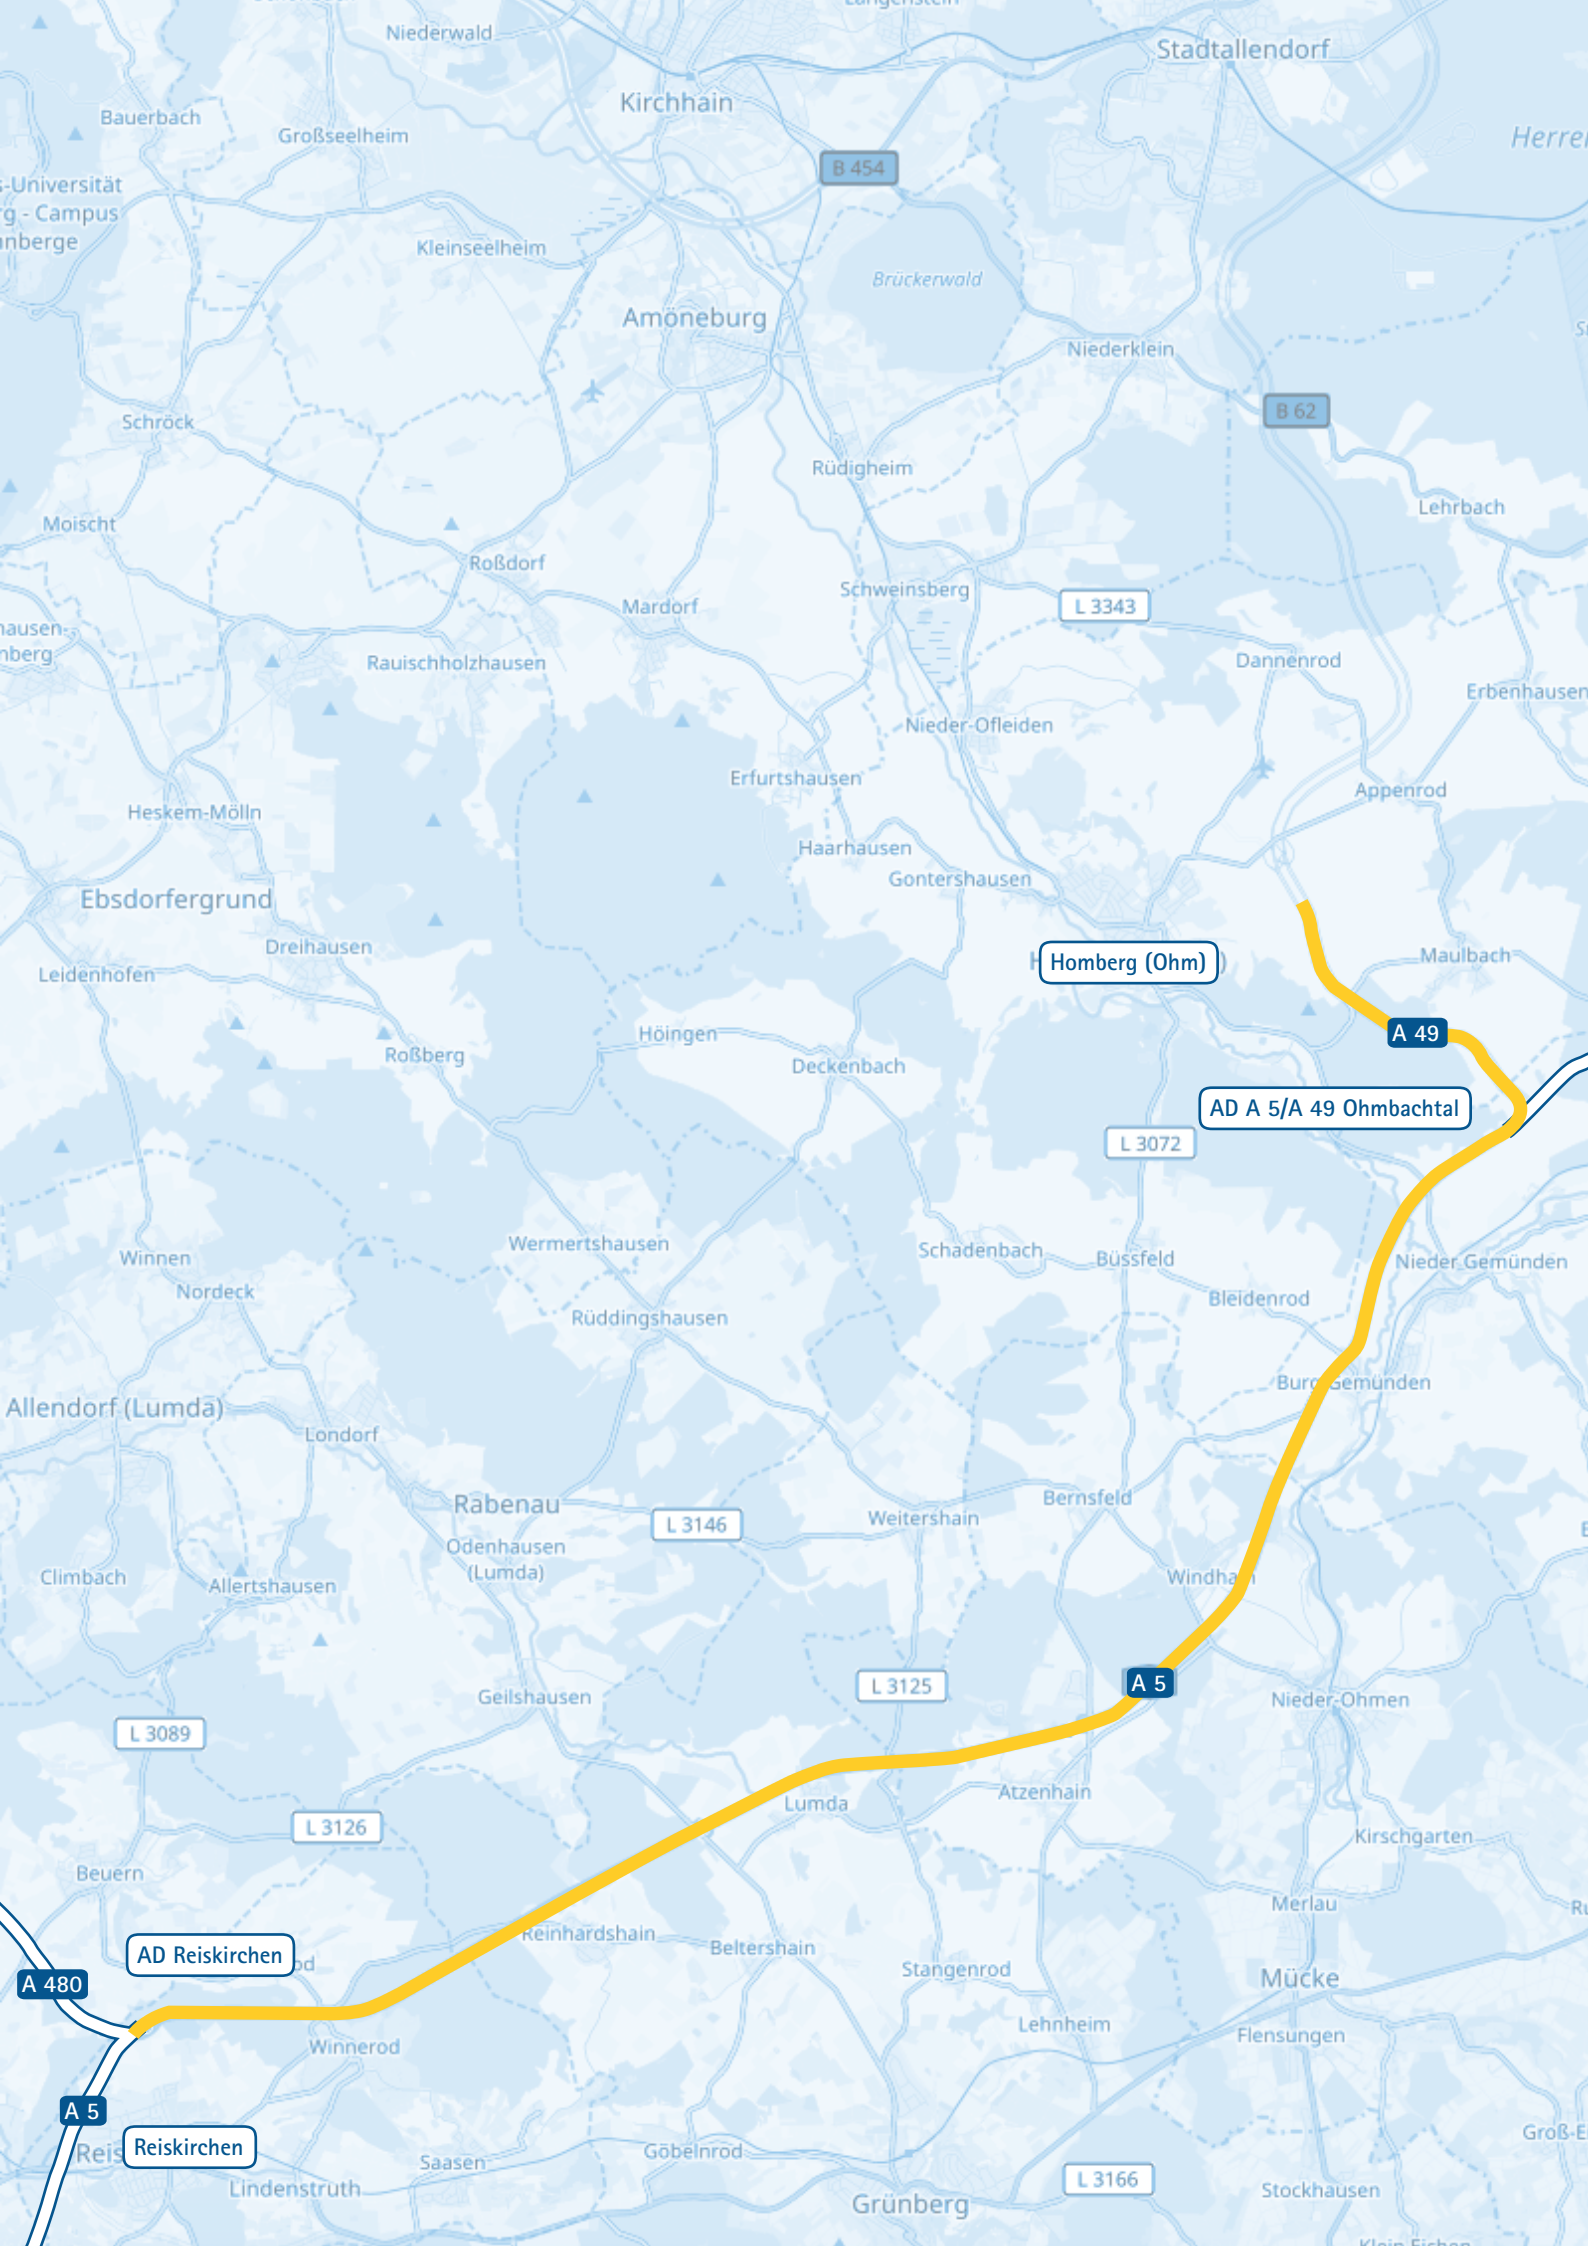 Niederwald
Stadtallendorf
Kirchhain
Bauerbach
Großseelheim
B 454
s-Universität
rg - Campus
Kleinseelheim
Brückerwald
Amöneburg
Niederklein
B 62
Schröck
Rüdigheim
Lehrbach
Moischt
Roßdorf
Schweinsberg
L 3343
Mardorf
Rauischholzhausen
Dannenrod
Erbenhausen
Nieder-Ofleiden
Erfurtshausen
Appenrod
Heskem-Mölln
Haarhausen
Gontershausen
Ebsdorfergrund
Dreihausen
Maulbach
Homberg (Ohm)
Leidenhofen
Höingen
A 49
Roßberg
Deckenbach
AD A 5/A 49 Ohmbachtal
L 3072
Wermertshausen
Schadenbach
Büssfeld
Winnen
Nieder Gemünden
Nordeck
Bleidenrod
Rüddingshausen
Burg Gemünden
Allendorf (Lumda)
Londorf
Bernsfeld
Rabenau
L 3146
Weitershain
Odenhausen
(Lumda)
Climbach
Allertshausen
Windhain
A 5
L 3125
Geilshausen
Nieder-Ohmen
L 3089
Atzenhain
Lumda
L 3126
Kirschgarten
Beuern
Merlau
Reinhardshain
Beltershain
AD Reiskirchen
Stangenrod
Mücke
A 480
Lehnheim
Flensungen
Winnerod
A 5
Reiskirchen
Göbelnrod
Saasen
L 3166
Lindenstruth
Stockhausen
Grünberg